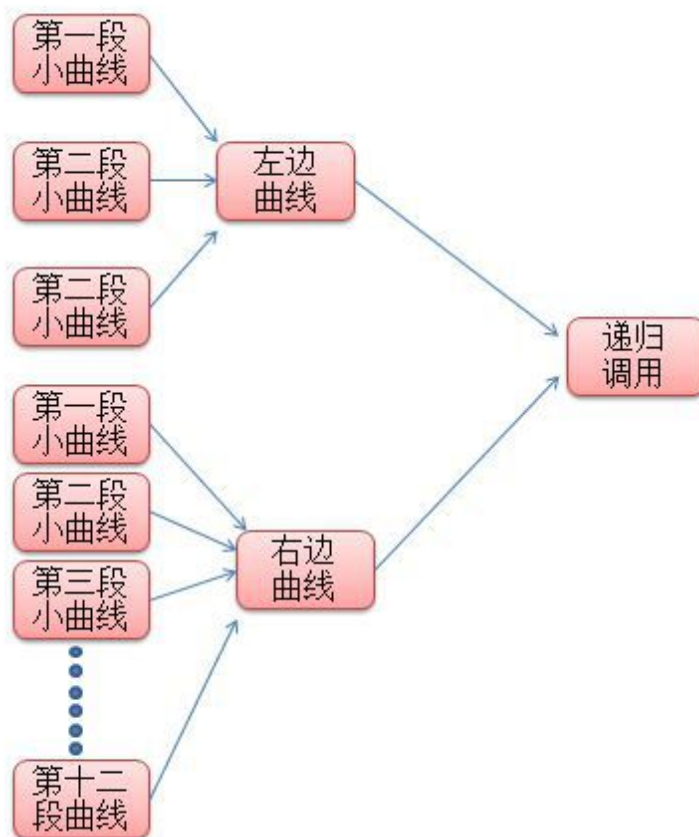 第一段
小曲线
第二段
小曲线
左边
曲线
第二段
小曲线
递归
调用
第一段
小曲线
第二段
小曲线
右边
曲线
第三段
小曲线
第十二
段曲线